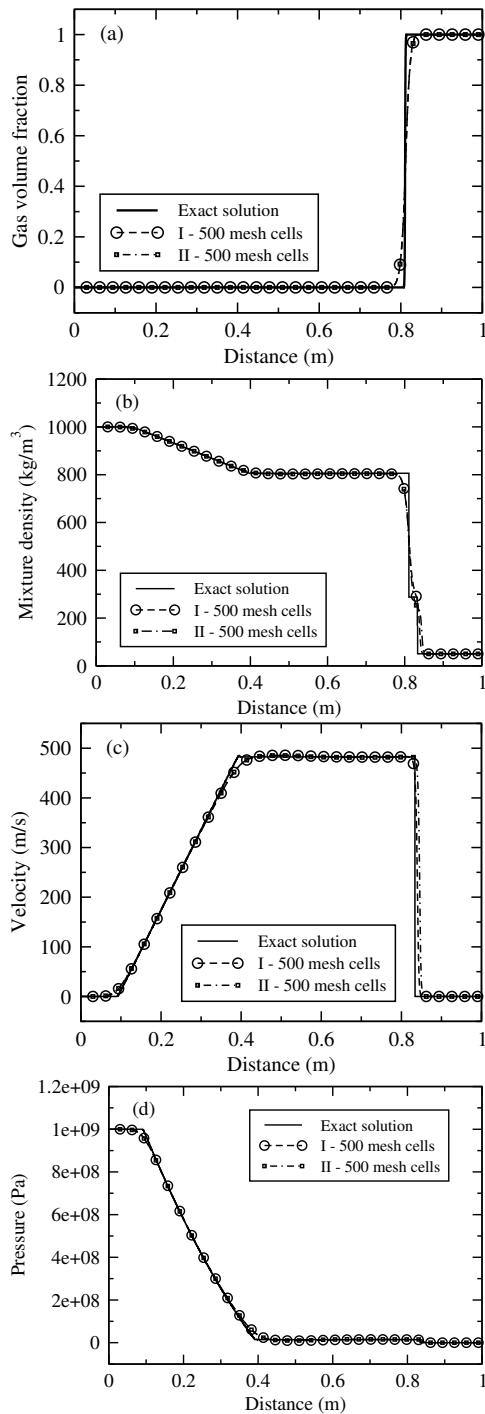 (a)
1
0.8
0.6
0.4
0.2
0
Gas volume fraction
Exact solution
I - 500 mesh cells
II - 500 mesh cells
0 0.2 0.4 0.6 0.8 1
Distance (m)
(b)
1200
1000
800
600
400
200
0
Mixture density (kg/m³)
Exact solution
I - 500 mesh cells
II - 500 mesh cells
0 0.2 0.4 0.6 0.8 1
Distance (m)
(c)
500
400
300
200
100
0
Velocity (m/s)
Exact solution
I - 500 mesh cells
II - 500 mesh cells
0 0.2 0.4 0.6 0.8 1
Distance (m)
(d)
1.2e+09
1e+09
8e+08
6e+08
4e+08
2e+08
0
Pressure (Pa)
Exact solution
I - 500 mesh cells
II - 500 mesh cells
0 0.2 0.4 0.6 0.8 1
Distance (m)